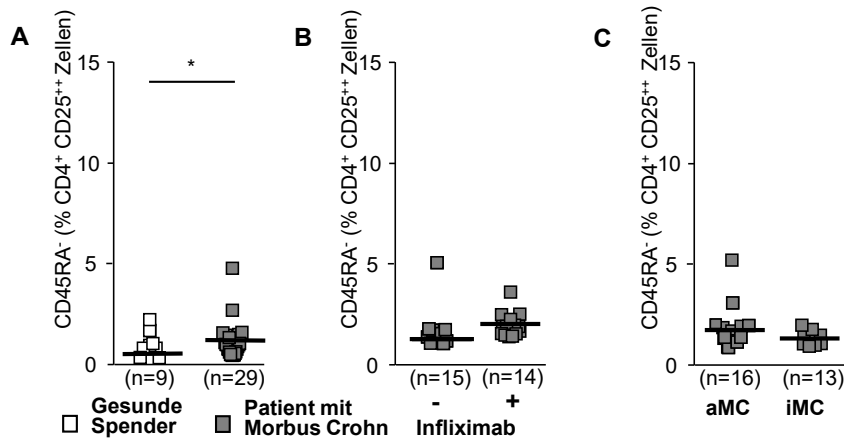 A
CD45RA- (% CD4+ CD25++ Zellen)
15
10
5
0
*
(n=9)
(n=29)
B
CD45RA- (% CD4+ CD25++ Zellen)
15
10
5
0
(n=15)
(n=14)
-
+
Infliximab
C
CD45RA- (% CD4+ CD25++ Zellen)
15
10
5
0
(n=16)
(n=13)
aMC
iMC
Gesunde
Spender
Patient mit
Morbus Crohn